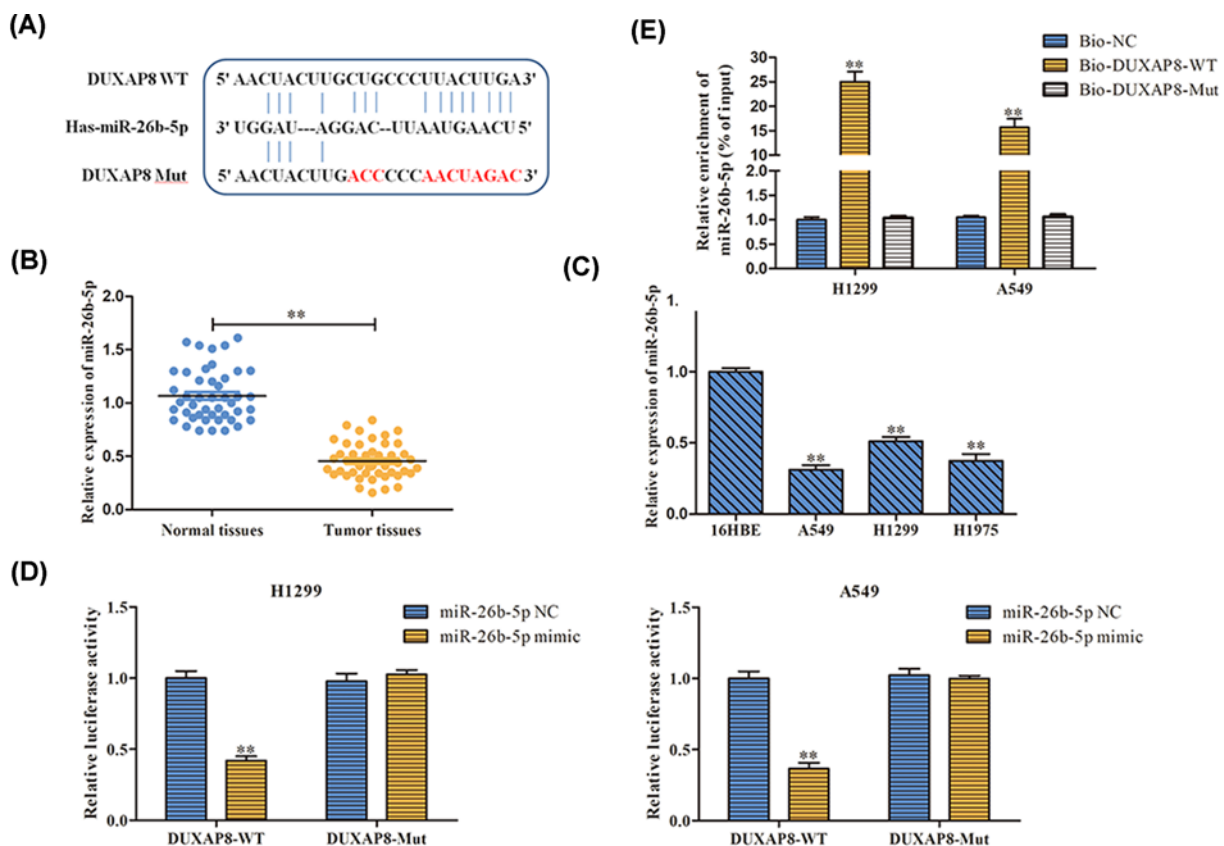 (A)
DUXAP8 WT 5' AACUACUUGCUGCCCUUACUUGA3'
Has-miR-26b-5p 3' UGGAU---AGGAC--UUAAUGAACU 5'
DUXAP8 Mut 5' AACUACUUGACCCCCAACUAGAC3'
(B)
Relative expression of miR-26b-5p
2.0
1.5
1.0
0.5
0.0
**
Normal tissues Tumor tissues
(E)
Relative enrichment of
miR-26b-5p (% of input)
30
25
20
15
10
2.0
1.5
1.0
0.5
0.0
** **
H1299 A549
Bio-NC
Bio-DUXAP8-WT
Bio-DUXAP8-Mut
(C)
Relative expression of miR-26b-5p
1.
1.0
0.5
0.0
** ** **
16HBE A549 H1299 H1975
(D)
H1299
Relative luciferase activity
1.5
1.0
0.5
0.0
miR-26b-5p NC
miR-26b-5p mimic
**
DUXAP8-WT DUXAP8-Mut
A549
Relative luciferase activity
1.5
1.0
0.5
0.0
miR-26b-5p NC
miR-26b-5p mimic
**
DUXAP8-WT DUXAP8-Mut